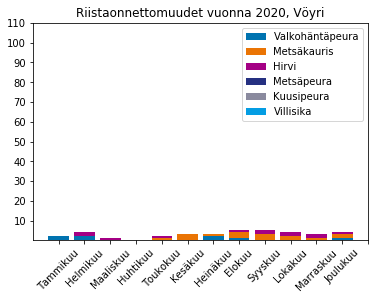 Riistaonnettomuudet vuonna 2020, Vöyri
110
100
90
80
70
60
50
40
30
20
10
Valkohäntäpeura
Metsäkauris
Hirvi
Metsäpeura
Kuusipeura
Villisika
Tammikuu
Helmikuu
Maaliskuu
Huhtikuu
Toukokuu
Kesäkuu
Heinäkuu
Elokuu
Syyskuu
Lokakuu
Marraskuu
Joulukuu